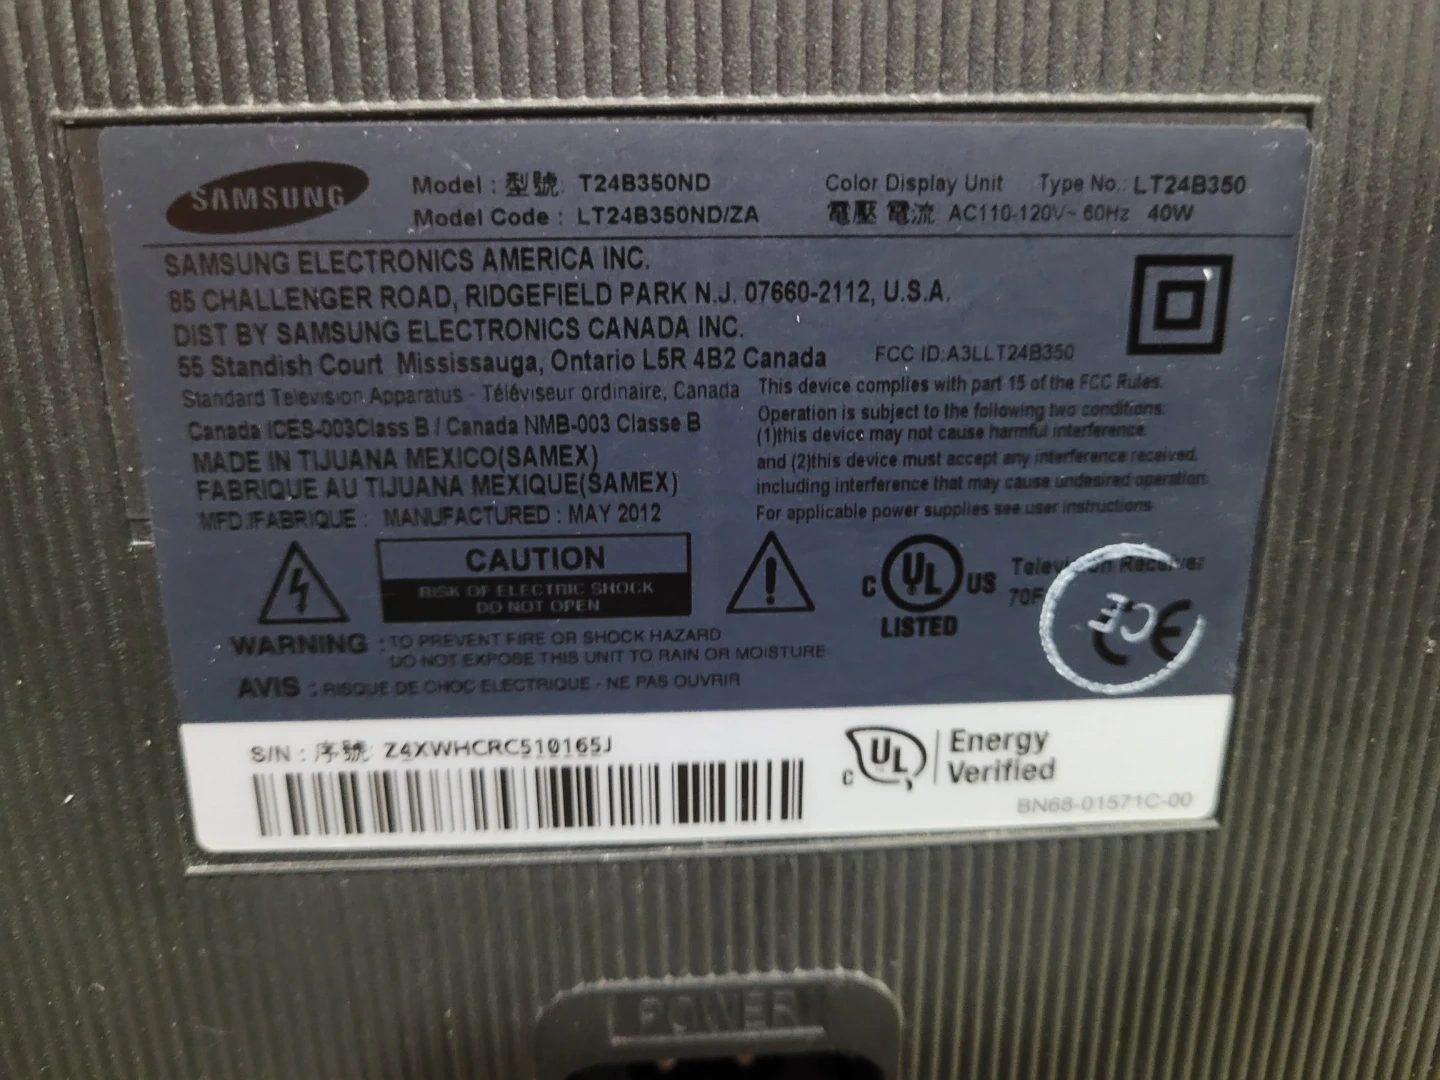 SAMSUNG
Model : 型號: T24B350ND
Model Code : LT24B350ND/ZA
Color Display Unit Type No.: LT24B350
電壓 電流 AC110-120V~ 60Hz 40W
SAMSUNG ELECTRONICS AMERICA INC.
85 CHALLENGER ROAD, RIDGEFIELD PARK N.J. 07660-2112, U.S.A.
DIST BY SAMSUNG ELECTRONICS CANADA INC.
55 Standish Court Mississauga, Ontario L5R 4B2 Canada
FCC ID:A3LLT24B350
Standard Television Apparatus - Téléviseur ordinaire, Canada
Canada ICES-003Class B / Canada NMB-003 Classe B
MADE IN TIJUANA MEXICO(SAMEX)
FABRIQUE AU TIJUANA MEXIQUE(SAMEX)
MFD./FABRIQUE : MANUFACTURED : MAY 2012
This device complies with part 15 of the FCC Rules.
Operation is subject to the following two conditions:
(1)this device may not cause harmful interference.
and (2)this device must accept any interference received.
including interference that may cause undesired operation
For applicable power supplies see user instructions
CAUTION
RISK OF ELECTRIC SHOCK
DO NOT OPEN
C UL US
LISTED
Receiver
CE
WARNING : TO PREVENT FIRE OR SHOCK HAZARD
DO NOT EXPOSE THIS UNIT TO RAIN OR MOISTURE
AVIS : RISQUE DE CHOC ELECTRIQUE - NE PAS OUVRIR
S/N : 序號: Z4XWHCRC510165J
C UL
Energy
Verified
BN68-01571C-00
POWER